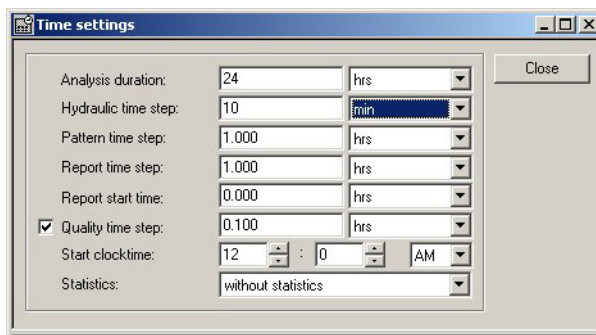 Time settings
Close
Analysis duration: 24 hrs
Hydraulic time step: 10 min
Pattern time step: 1.000 hrs
Report time step: 1.000 hrs
Report start time: 0.000 hrs
Quality time step: 0.100 hrs
Start clocktime: 12 : 0 AM
Statistics: without statistics